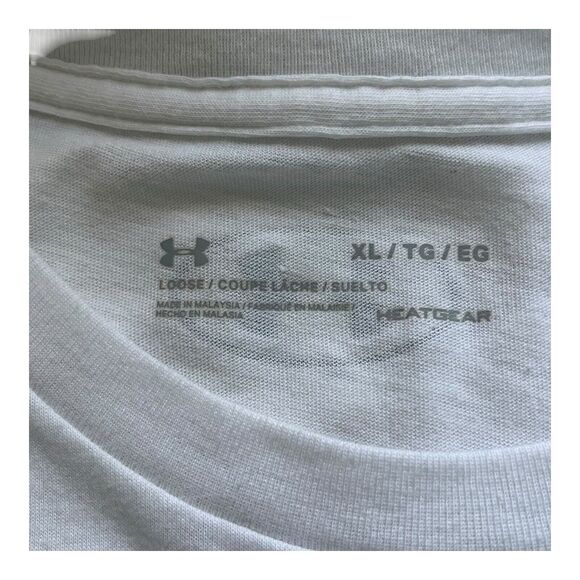 XL / TG / EG
LOOSE / COUPE LÂCHE / SUELTO
MADE IN MALAYSIA / FABRIQUÉ EN MALAISIE /
HECHO EN MALASIA
HEATGEAR